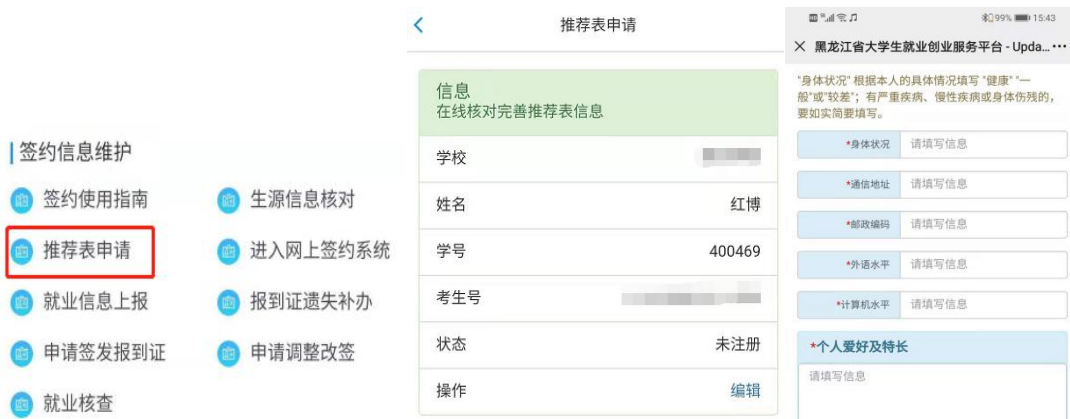 签约信息维护
签约使用指南
生源信息核对
推荐表申请
进入网上签约系统
就业信息上报
报到证遗失补办
申请签发报到证
申请调整改签
就业核查
推荐表申请
信息
在线核对完善推荐表信息
学校
姓名 红博
学号 400469
考生号
状态 未注册
操作 编辑
99% 15:43
黑龙江省大学生就业创业服务平台 - Upda...
"身体状况" 根据本人的具体情况填写 "健康" "一
般"或"较差"；有严重疾病、慢性疾病或身体伤残的，
要如实简要填写。
*身体状况 请填写信息
*通信地址 请填写信息
*邮政编码 请填写信息
*外语水平 请填写信息
*计算机水平 请填写信息
*个人爱好及特长
请填写信息